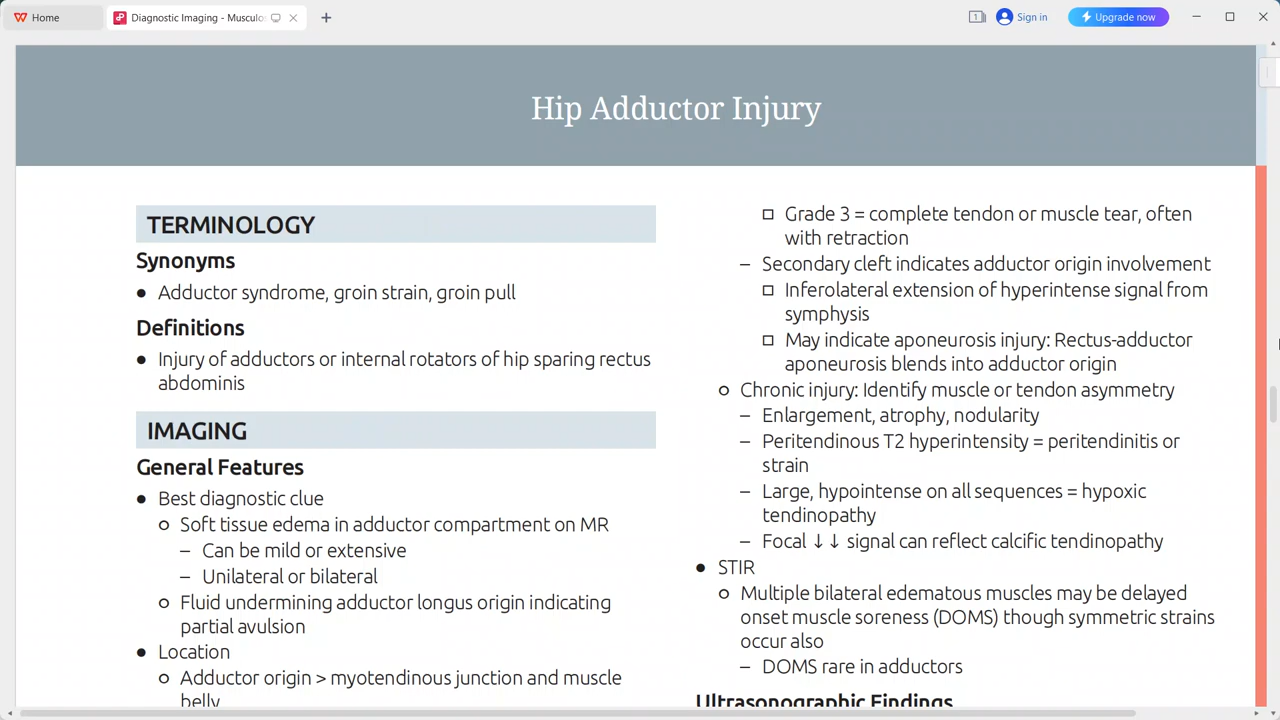 Home
Diagnostic Imaging - Musculos
1
Sign in
Upgrade now
Hip Adductor Injury
TERMINOLOGY
Synonyms
● Adductor syndrome, groin strain, groin pull
Definitions
● Injury of adductors or internal rotators of hip sparing rectus
abdominis
IMAGING
General Features
● Best diagnostic clue
○ Soft tissue edema in adductor compartment on MR
– Can be mild or extensive
– Unilateral or bilateral
○ Fluid undermining adductor longus origin indicating
partial avulsion
● Location
○ Adductor origin > myotendinous junction and muscle
belly
□ Grade 3 = complete tendon or muscle tear, often
with retraction
– Secondary cleft indicates adductor origin involvement
□ Inferolateral extension of hyperintense signal from
symphysis
□ May indicate aponeurosis injury: Rectus-adductor
aponeurosis blends into adductor origin
○ Chronic injury: Identify muscle or tendon asymmetry
– Enlargement, atrophy, nodularity
– Peritendinous T2 hyperintensity = peritendinitis or
strain
– Large, hypointense on all sequences = hypoxic
tendinopathy
– Focal ↓↓ signal can reflect calcific tendinopathy
● STIR
○ Multiple bilateral edematous muscles may be delayed
onset muscle soreness (DOMS) though symmetric strains
occur also
– DOMS rare in adductors
Ultrasonographic Findings